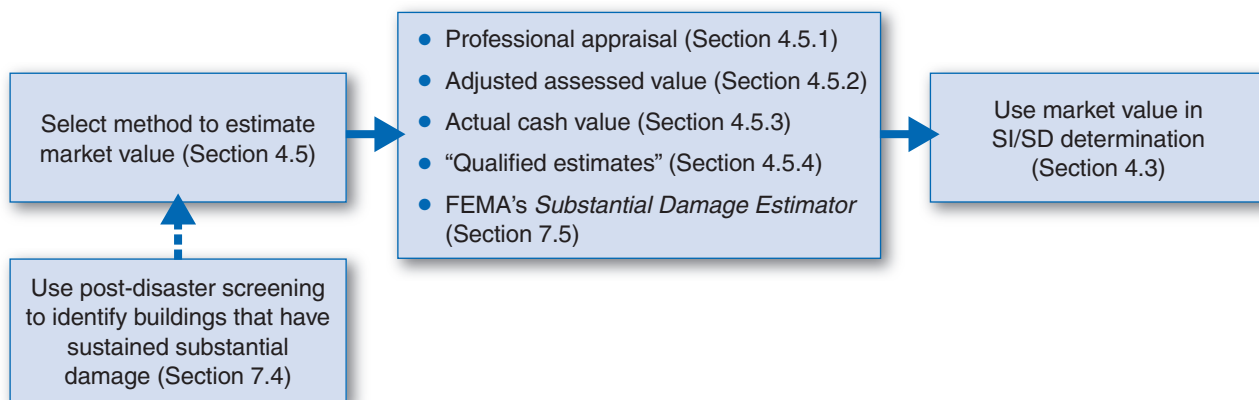 Select method to estimate
market value (Section 4.5)
Use post-disaster screening
to identify buildings that have
sustained substantial
damage (Section 7.4)
• Professional appraisal (Section 4.5.1)
• Adjusted assessed value (Section 4.5.2)
• Actual cash value (Section 4.5.3)
• “Qualified estimates” (Section 4.5.4)
• FEMA’s Substantial Damage Estimator
(Section 7.5)
Use market value in
SI/SD determination
(Section 4.3)